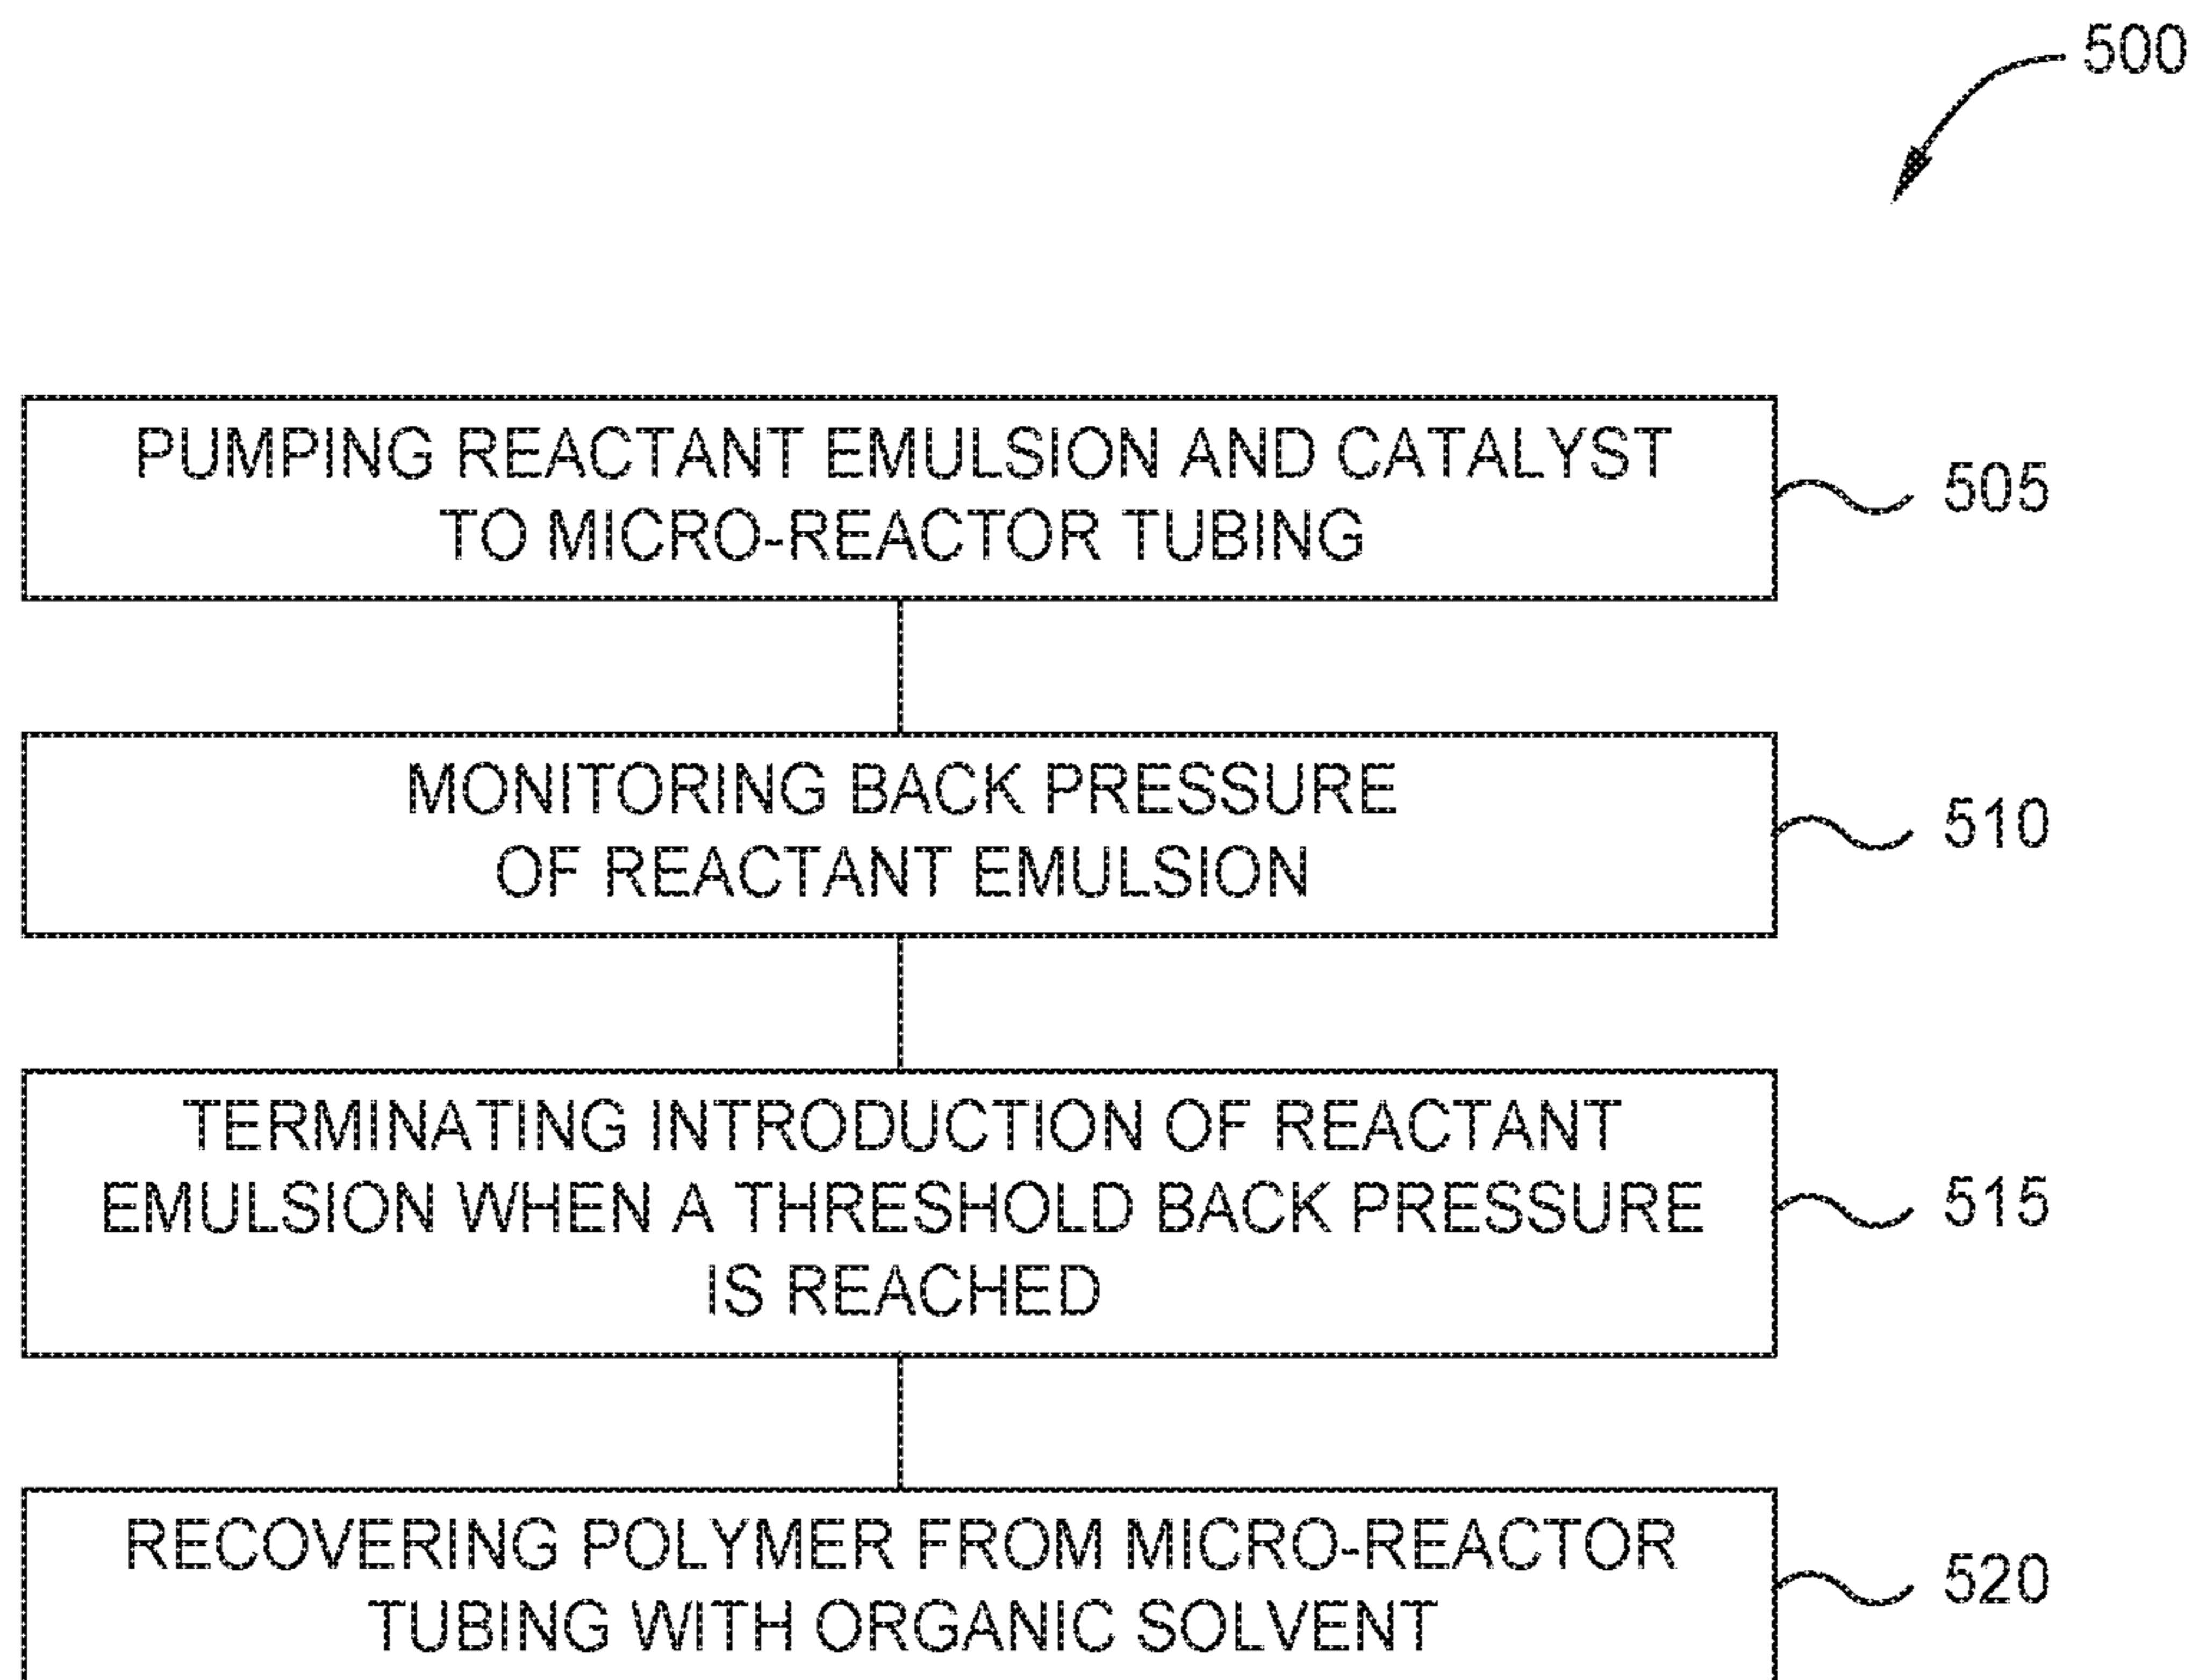 500
PUMPING REACTANT EMULSION AND CATALYST
TO MICRO-REACTOR TUBING
505
MONITORING BACK PRESSURE
OF REACTANT EMULSION
510
TERMINATING INTRODUCTION OF REACTANT
EMULSION WHEN A THRESHOLD BACK PRESSURE
IS REACHED
515
RECOVERING POLYMER FROM MICRO-REACTOR
TUBING WITH ORGANIC SOLVENT
520